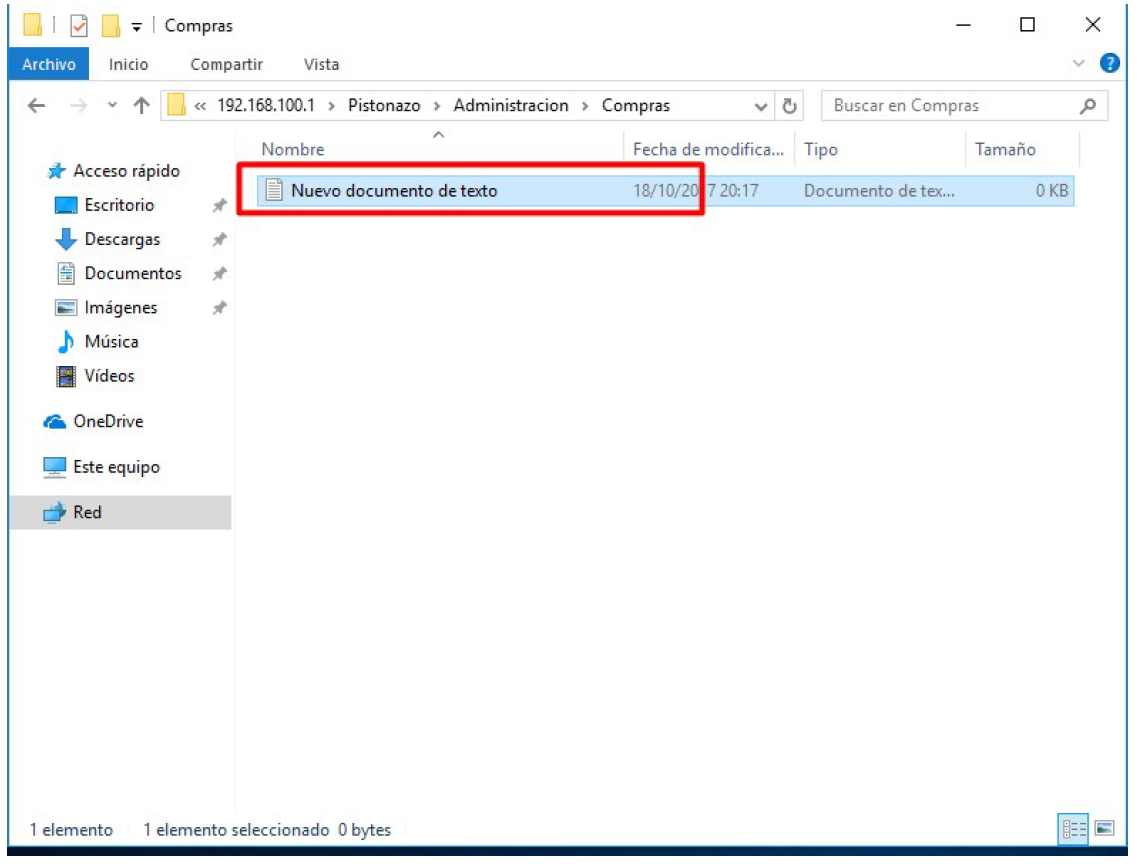 Compras
Archivo Inicio Compartir Vista
« 192.168.100.1 › Pistonazo › Administracion › Compras
Buscar en Compras
Nombre Fecha de modifica... Tipo Tamaño
Nuevo documento de texto 18/10/20 7 20:17 Documento de tex... 0 KB
Acceso rápido
Escritorio
Descargas
Documentos
Imágenes
Música
Vídeos
OneDrive
Este equipo
Red
1 elemento 1 elemento seleccionado 0 bytes